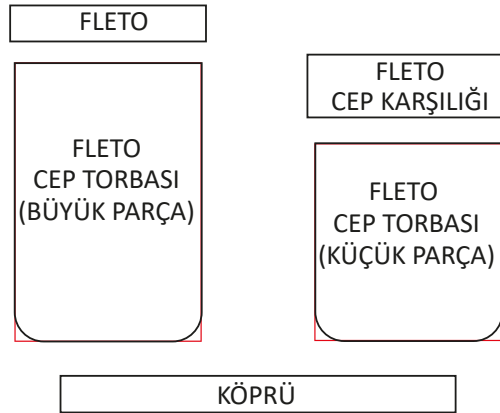 FLETO
FLETO
CEP TORBASI
(BÜYÜK PARÇA)
FLETO
CEP KARŞILIĞI
FLETO
CEP TORBASI
(KÜÇÜK PARÇA)
KÖPRÜ